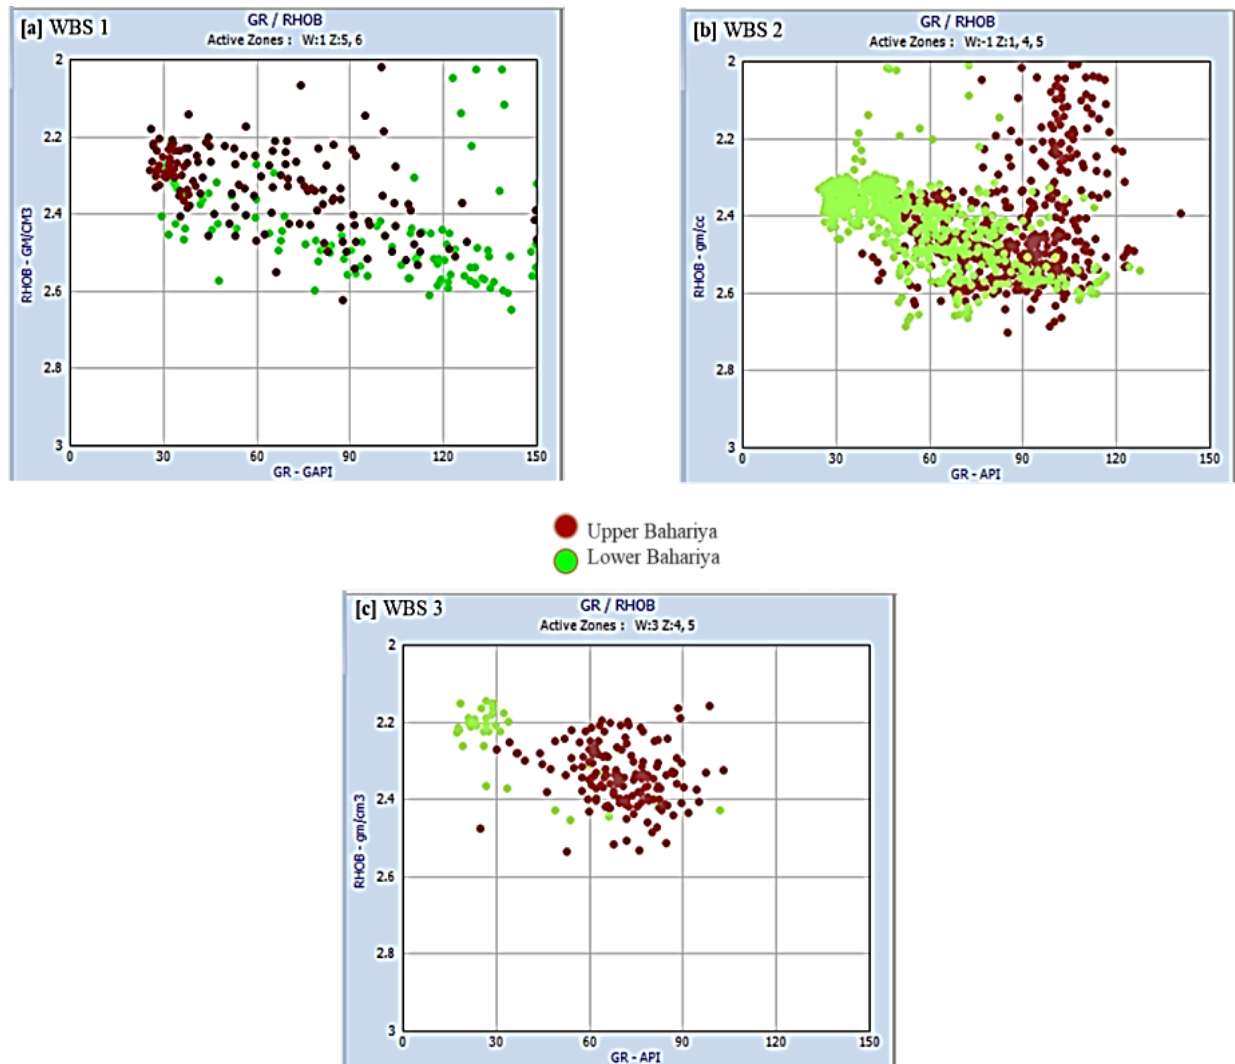 [a] WBS 1
GR / RHOB
Active Zones : W:1 Z:5, 6
2
2.2
2.4
2.6
2.8
3
RHOB - GM/CM3
0
30
60
90
120
150
GR - GAPI
[b] WBS 2
GR / RHOB
Active Zones : W:-1 Z:1, 4, 5
2
2.2
2.4
2.6
2.8
3
RHOB - gm/cc
0
30
60
90
120
150
GR - API
Upper Bahariya
Lower Bahariya
[c] WBS 3
GR / RHOB
Active Zones : W:3 Z:4, 5
2
2.2
2.4
2.6
2.8
3
RHOB - gm/cm3
0
30
60
90
120
150
GR - API